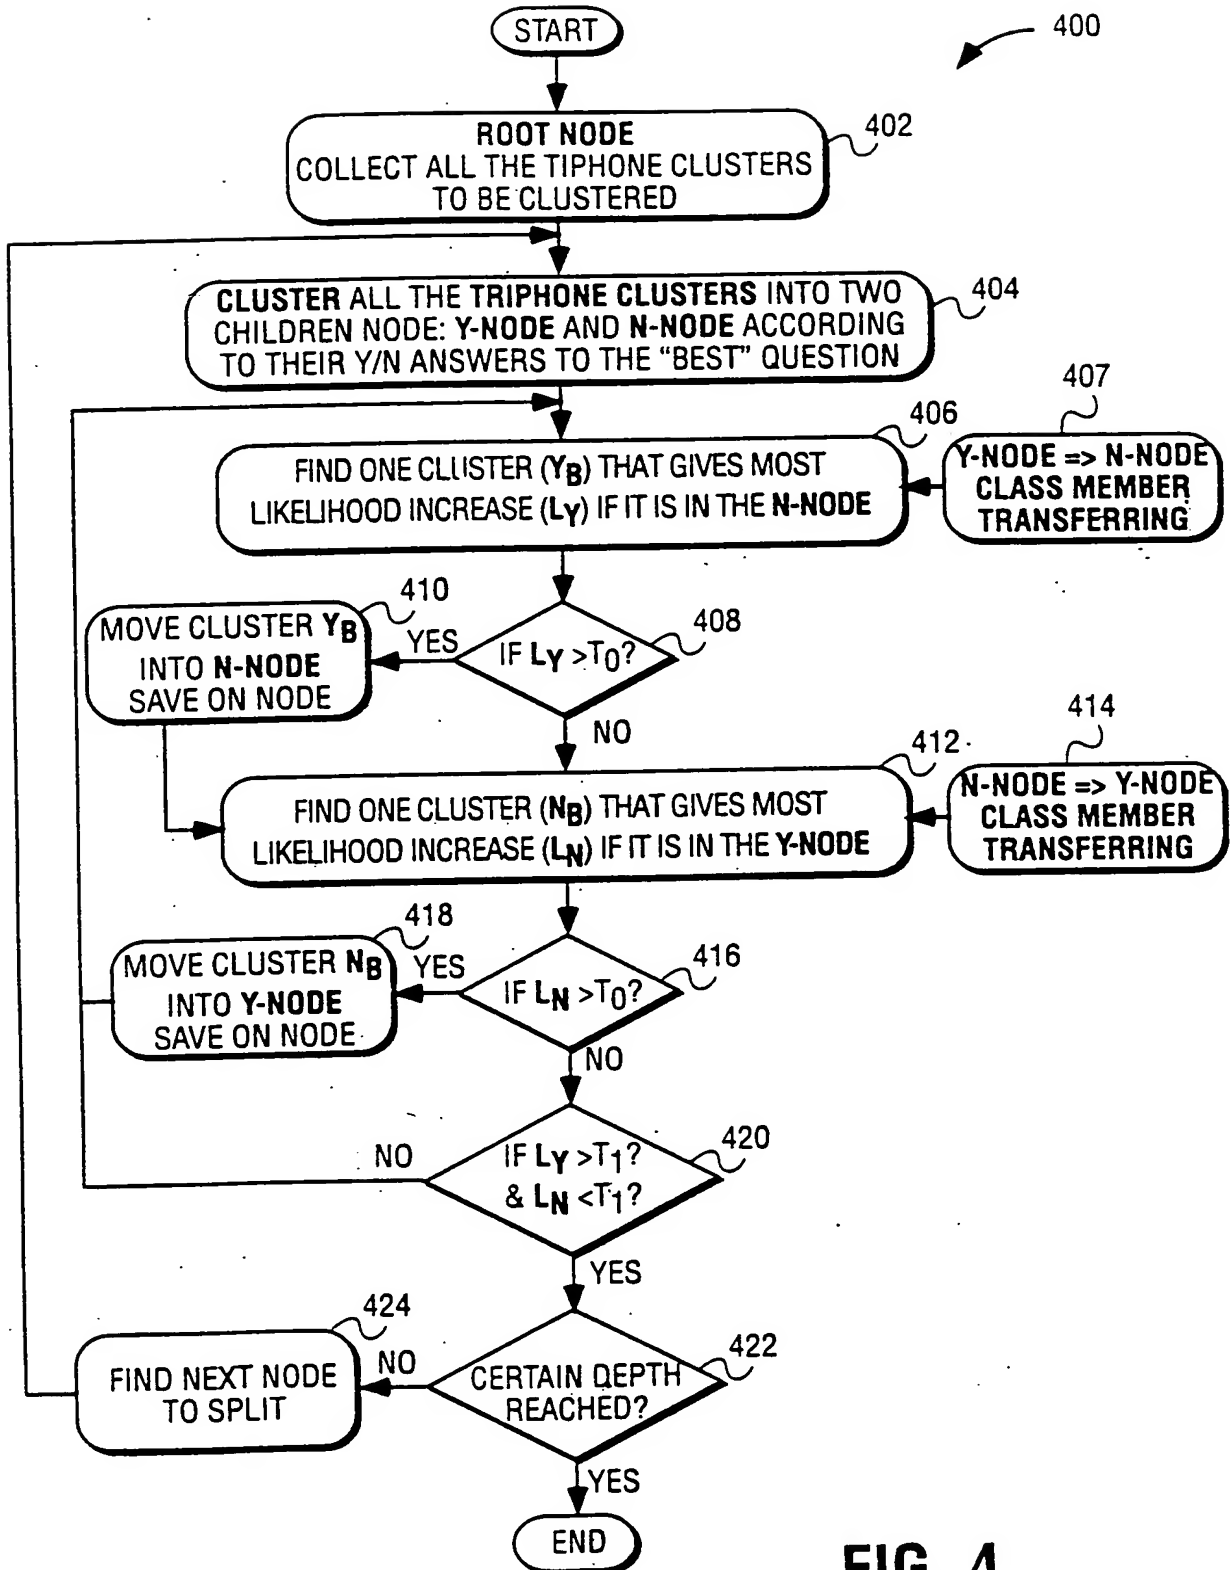 START
400
ROOT NODE
COLLECT ALL THE TIPHONE CLUSTERS
TO BE CLUSTERED
402
CLUSTER ALL THE TRIPHONE CLUSTERS INTO TWO
CHILDREN NODE: Y-NODE AND N-NODE ACCORDING
TO THEIR Y/N ANSWERS TO THE “BEST” QUESTION
404
406
FIND ONE CLUSTER (YB) THAT GIVES MOST
LIKELIHOOD INCREASE (LY) IF IT IS IN THE N-NODE
407
Y-NODE => N-NODE
CLASS MEMBER
TRANSFERRING
410
MOVE CLUSTER YB
INTO N-NODE
SAVE ON NODE
YES
IF LY >T0?
408
NO
412
FIND ONE CLUSTER (NB) THAT GIVES MOST
LIKELIHOOD INCREASE (LN) IF IT IS IN THE Y-NODE
414
N-NODE => Y-NODE
CLASS MEMBER
TRANSFERRING
418
MOVE CLUSTER NB
INTO Y-NODE
SAVE ON NODE
YES
IF LN >T0?
416
NO
NO
IF LY >T1?
& LN <T1?
420
YES
424
FIND NEXT NODE
TO SPLIT
NO
CERTAIN DEPTH
REACHED?
422
YES
END
FIG. 4